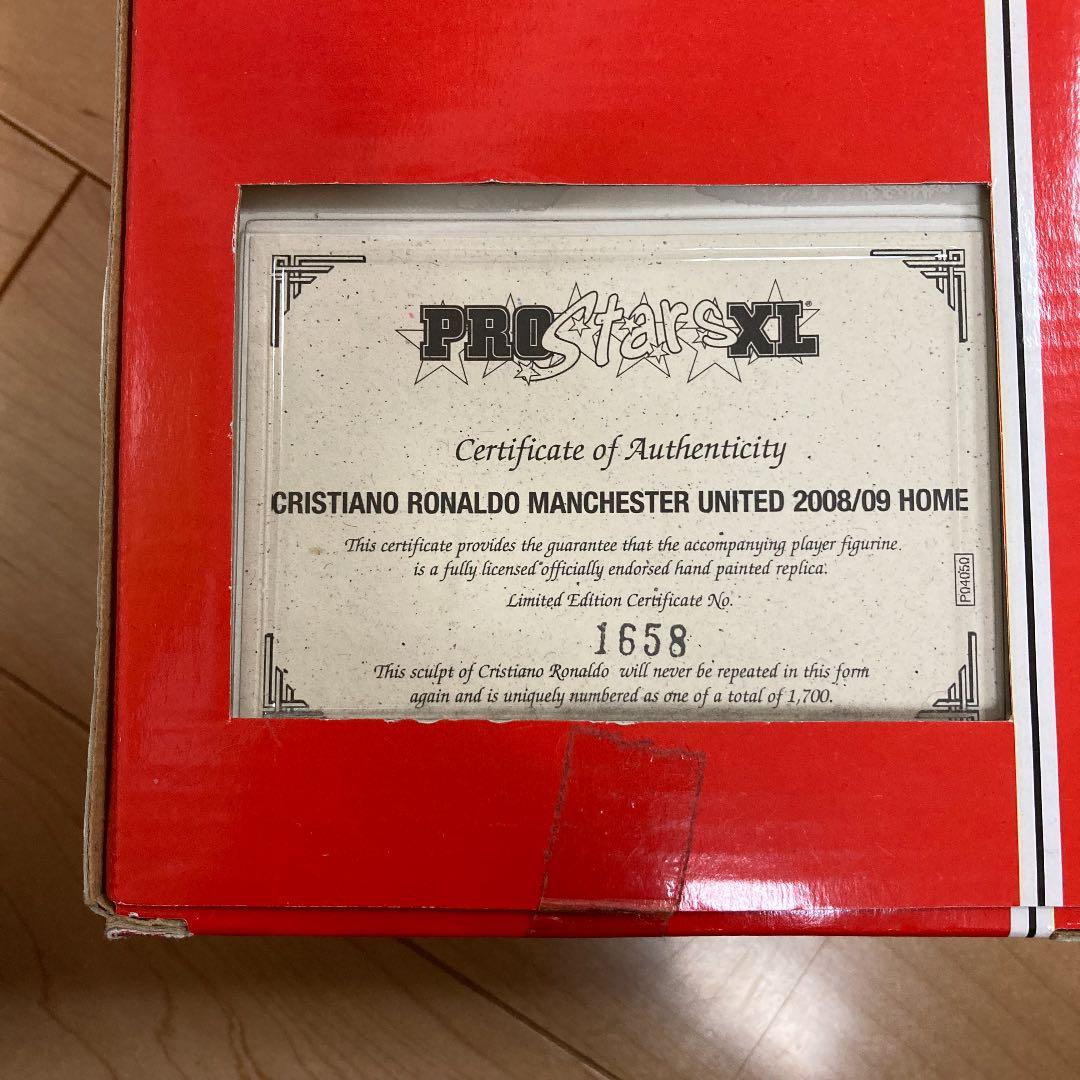 PROStarsXL®
Certificate of Authenticity
CRISTIANO RONALDO MANCHESTER UNITED 2008/09 HOME
This certificate provides the guarantee that the accompanying player figurine
is a fully licensed officially endorsed hand painted replica.
Limited Edition Certificate No.
1658
This sculpt of Cristiano Ronaldo will never be repeated in this form
again and is uniquely numbered as one of a total of 1,700.
P04050